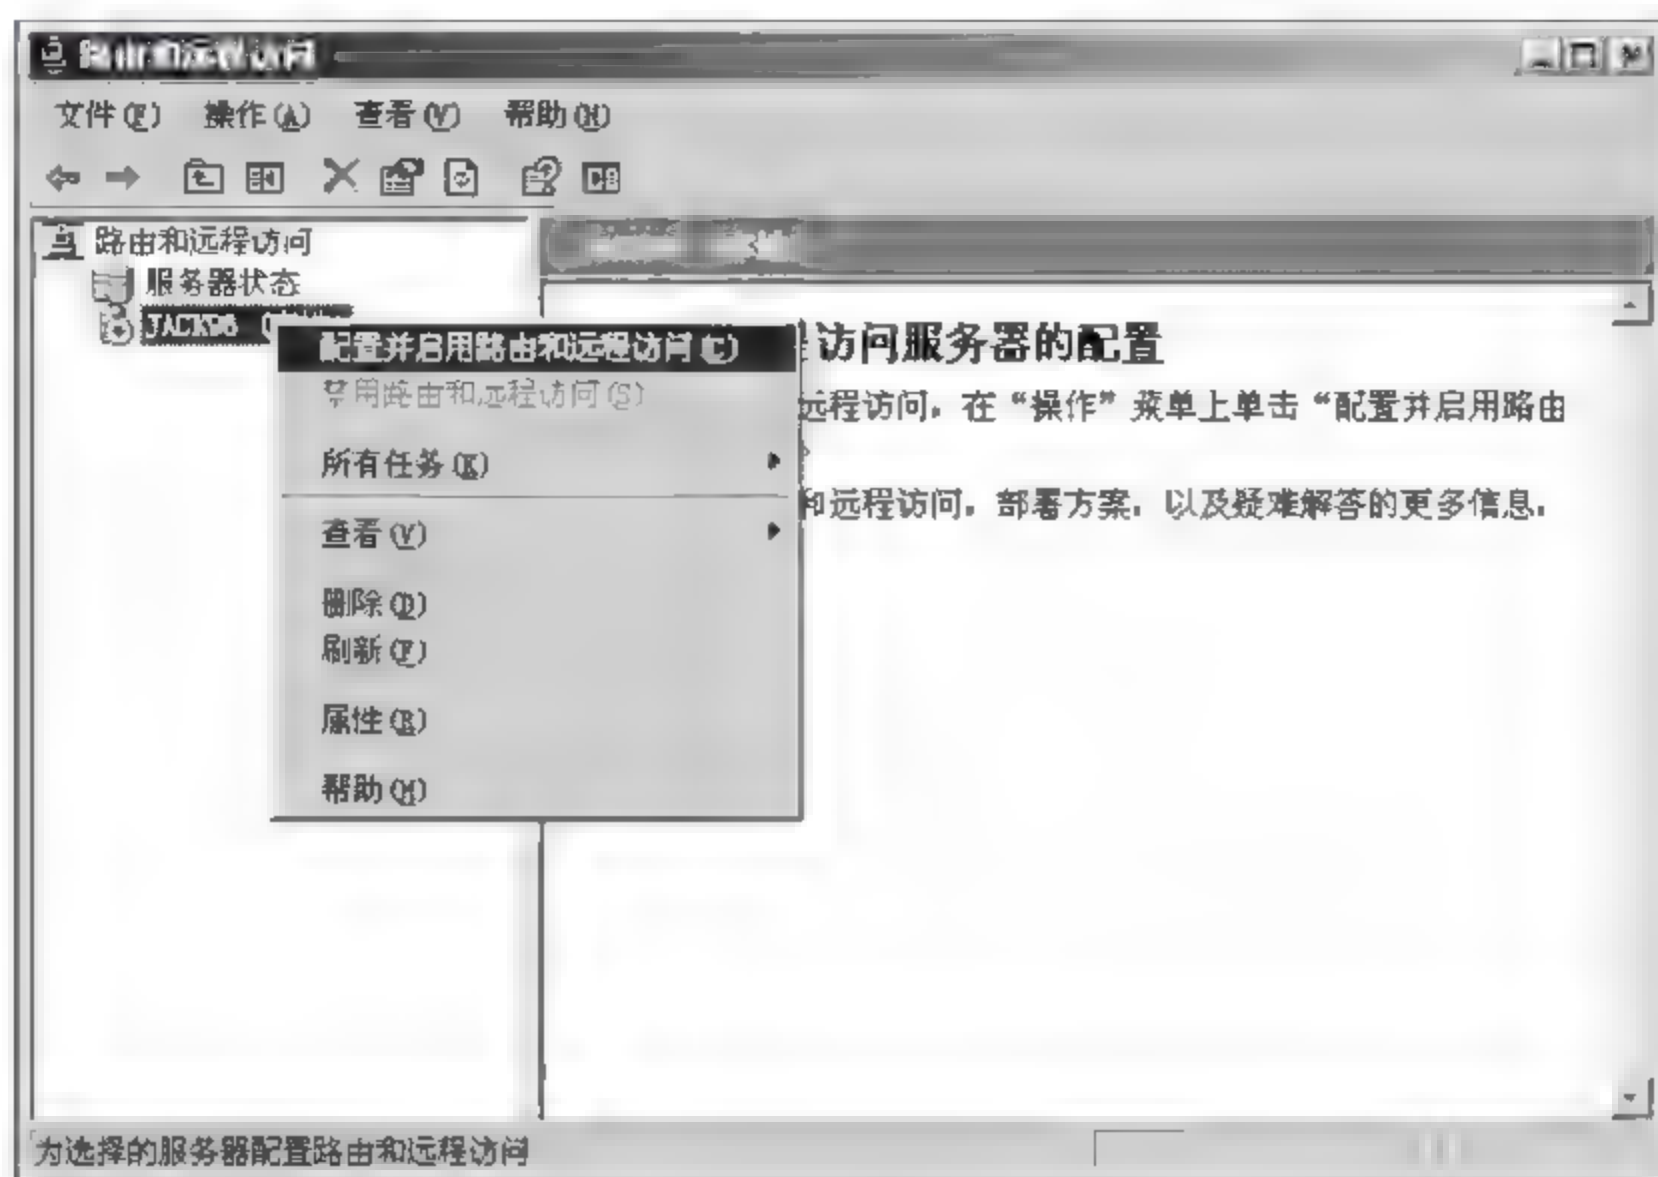 路由和远程访问
文件(F) 操作(A) 查看(V) 帮助(H)
路由和远程访问
服务器状态
配置并启用路由和远程访问(C)
禁用路由和远程访问(S)
所有任务(K)
查看(V)
删除(D)
刷新(F)
属性(R)
帮助(H)
访问服务器的配置
远程访问，在“操作”菜单上单击“配置并启用路由
和远程访问，部署方案，以及疑难解答的更多信息，
为选择的服务器配置路由和远程访问